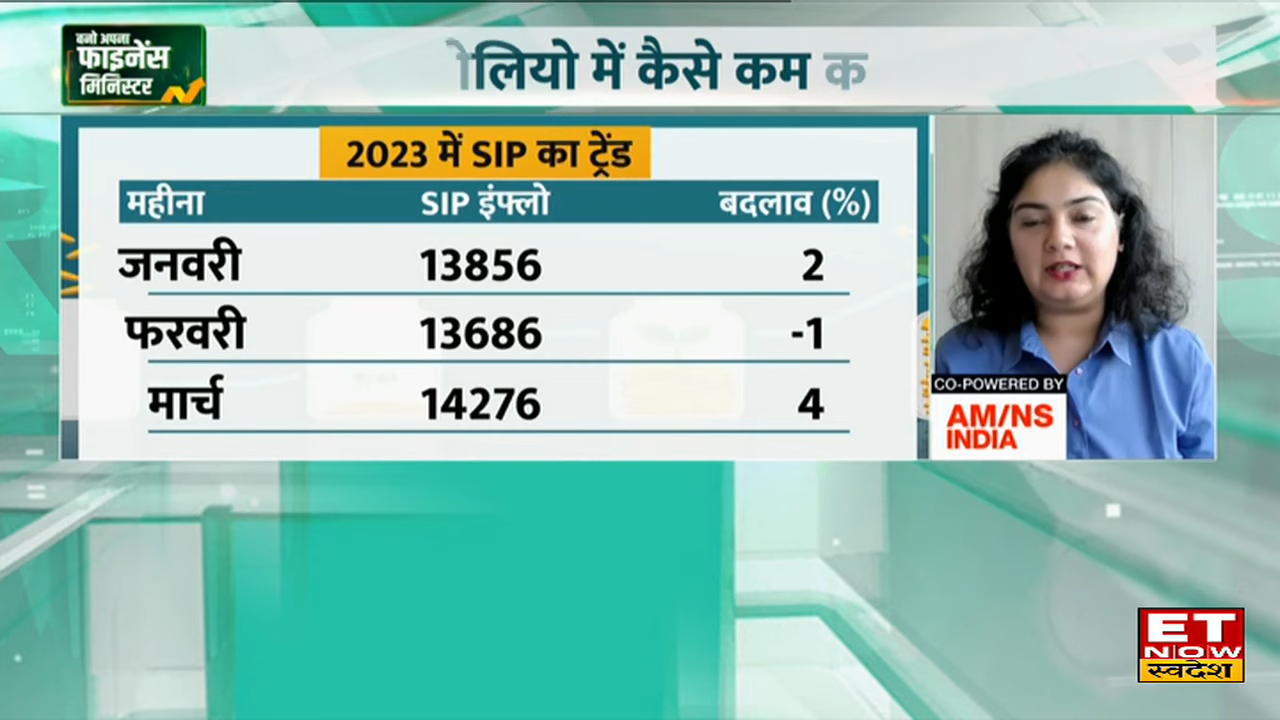 बनो अपना
फाइनेंस
मिनिस्टर
में कैसे कम
2023 में SIP का ट्रेंड
महीना SIP इंफ्लो बदलाव (%)
जनवरी 13856 2
फरवरी 13686 -1
मार्च 14276 4
CO-POWERED BY
AM/NS
INDIA
ET
NOW
स्वदेश